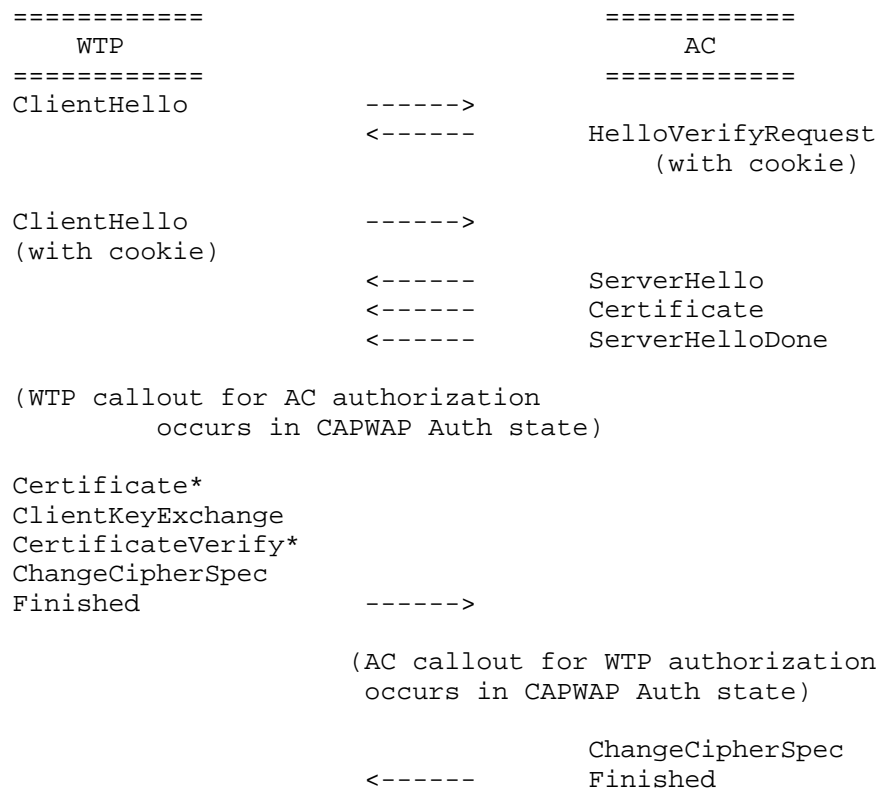 ============                         ============
    WTP                                   AC
============                         ============
ClientHello           ------>
                      <------       HelloVerifyRequest
                                        (with cookie)
ClientHello           ------>
(with cookie)
                      <------       ServerHello
                      <------       Certificate
                      <------       ServerHelloDone
(WTP callout for AC authorization
         occurs in CAPWAP Auth state)
Certificate*
ClientKeyExchange
CertificateVerify*
ChangeCipherSpec
Finished              ------>
                     (AC callout for WTP authorization
                      occurs in CAPWAP Auth state)
                                    ChangeCipherSpec
                      <------       Finished